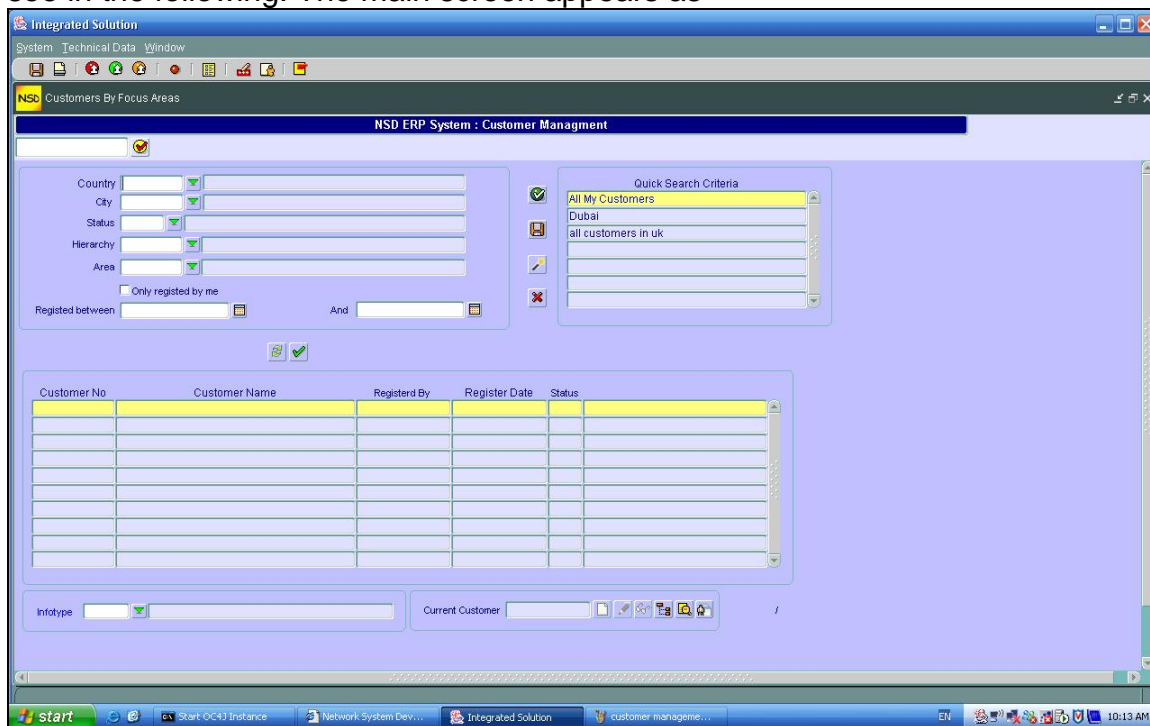 see in the following. The main screen appears as
Integrated Solution
System Technical Data Window
NSD Customers By Focus Areas
NSD ERP System : Customer Managment
Country
City
Status
Hierarchy
Area
Only registed by me
Registed between And
Quick Search Criteria
All My Customers
Dubai
all customers in uk
Customer No Customer Name Registerd By Register Date Status
Infotype Current Customer /
start Start OC4J Instance Network System Dev... Integrated Solution customer manageme... EN 10:13 AM